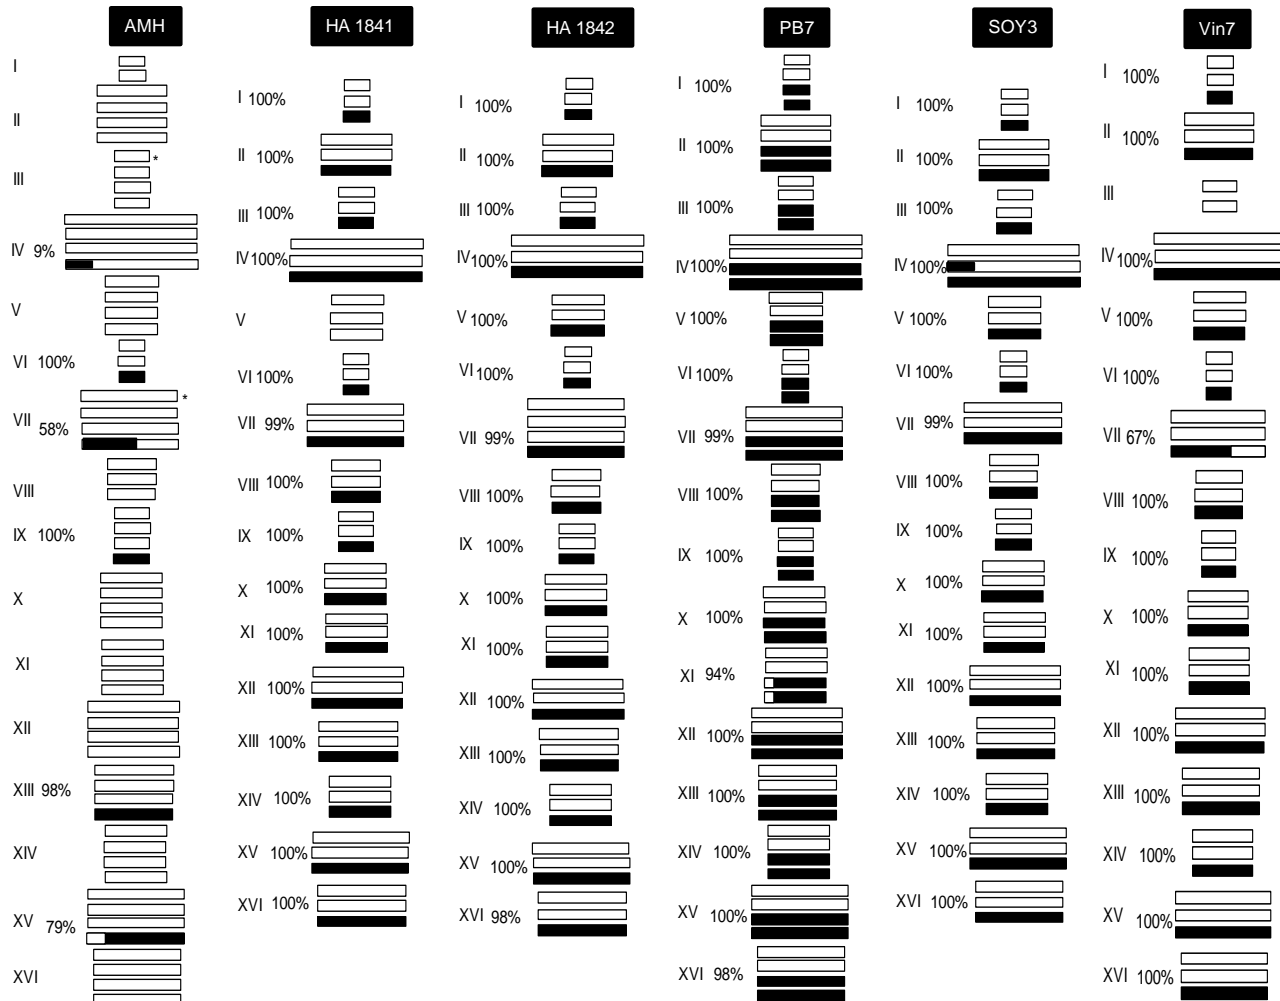 AMH
I
II
*
III
IV 9%
V
VI 100%
*
VII 58%
VIII
IX 100%
X
XI
XII
XIII 98%
XIV
XV 79%
XVI
HA 1841
I 100%
II 100%
III 100%
IV 100%
V
VI 100%
VII 99%
VIII 100%
IX 100%
X 100%
XI 100%
XII 100%
XIII 100%
XIV 100%
XV 100%
XVI 100%
HA 1842
I 100%
II 100%
III 100%
IV 100%
V 100%
VI 100%
VII 99%
VIII 100%
IX 100%
X 100%
XI 100%
XII 100%
XIII 100%
XIV 100%
XV 100%
XVI 98%
PB7
I 100%
II 100%
III 100%
IV 100%
V 100%
VI 100%
VII 99%
VIII 100%
IX 100%
X 100%
XI 94%
XII 100%
XIII 100%
XIV 100%
XV 100%
XVI 98%
SOY3
I 100%
II 100%
III 100%
IV 100%
V 100%
VI 100%
VII 99%
VIII 100%
IX 100%
X 100%
XI 100%
XII 100%
XIII 100%
XIV 100%
XV 100%
XVI 100%
Vin7
I 100%
II 100%
III
IV 100%
V 100%
VI 100%
VII 67%
VIII 100%
IX 100%
X 100%
XI 100%
XII 100%
XIII 100%
XIV 100%
XV 100%
XVI 100%